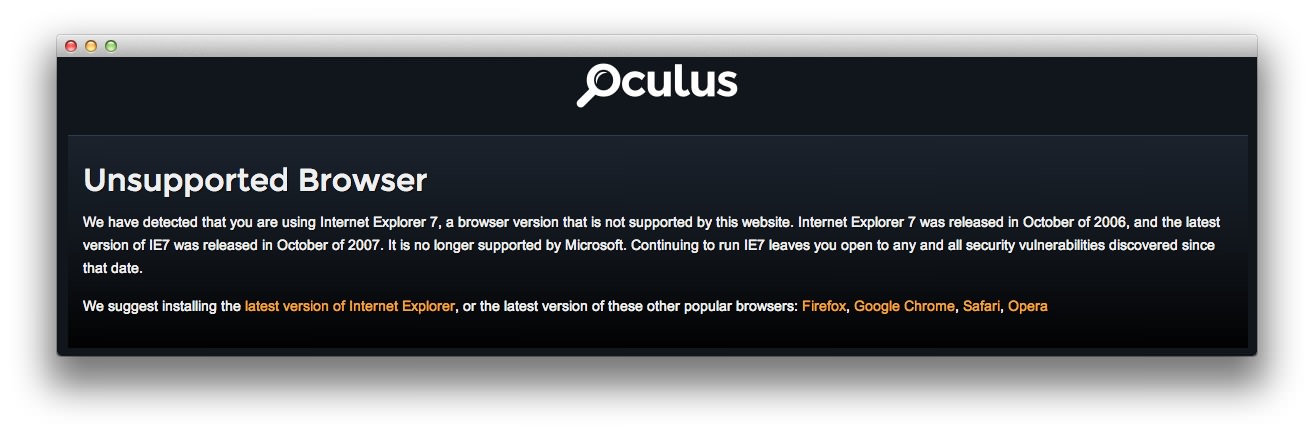 Oculus
Unsupported Browser
We have detected that you are using Internet Explorer 7, a browser version that is not supported by this website. Internet Explorer 7 was released in October of 2006, and the latest
version of IE7 was released in October of 2007. It is no longer supported by Microsoft. Continuing to run IE7 leaves you open to any and all security vulnerabilities discovered since
that date.
We suggest installing the latest version of Internet Explorer, or the latest version of these other popular browsers: Firefox, Google Chrome, Safari, Opera